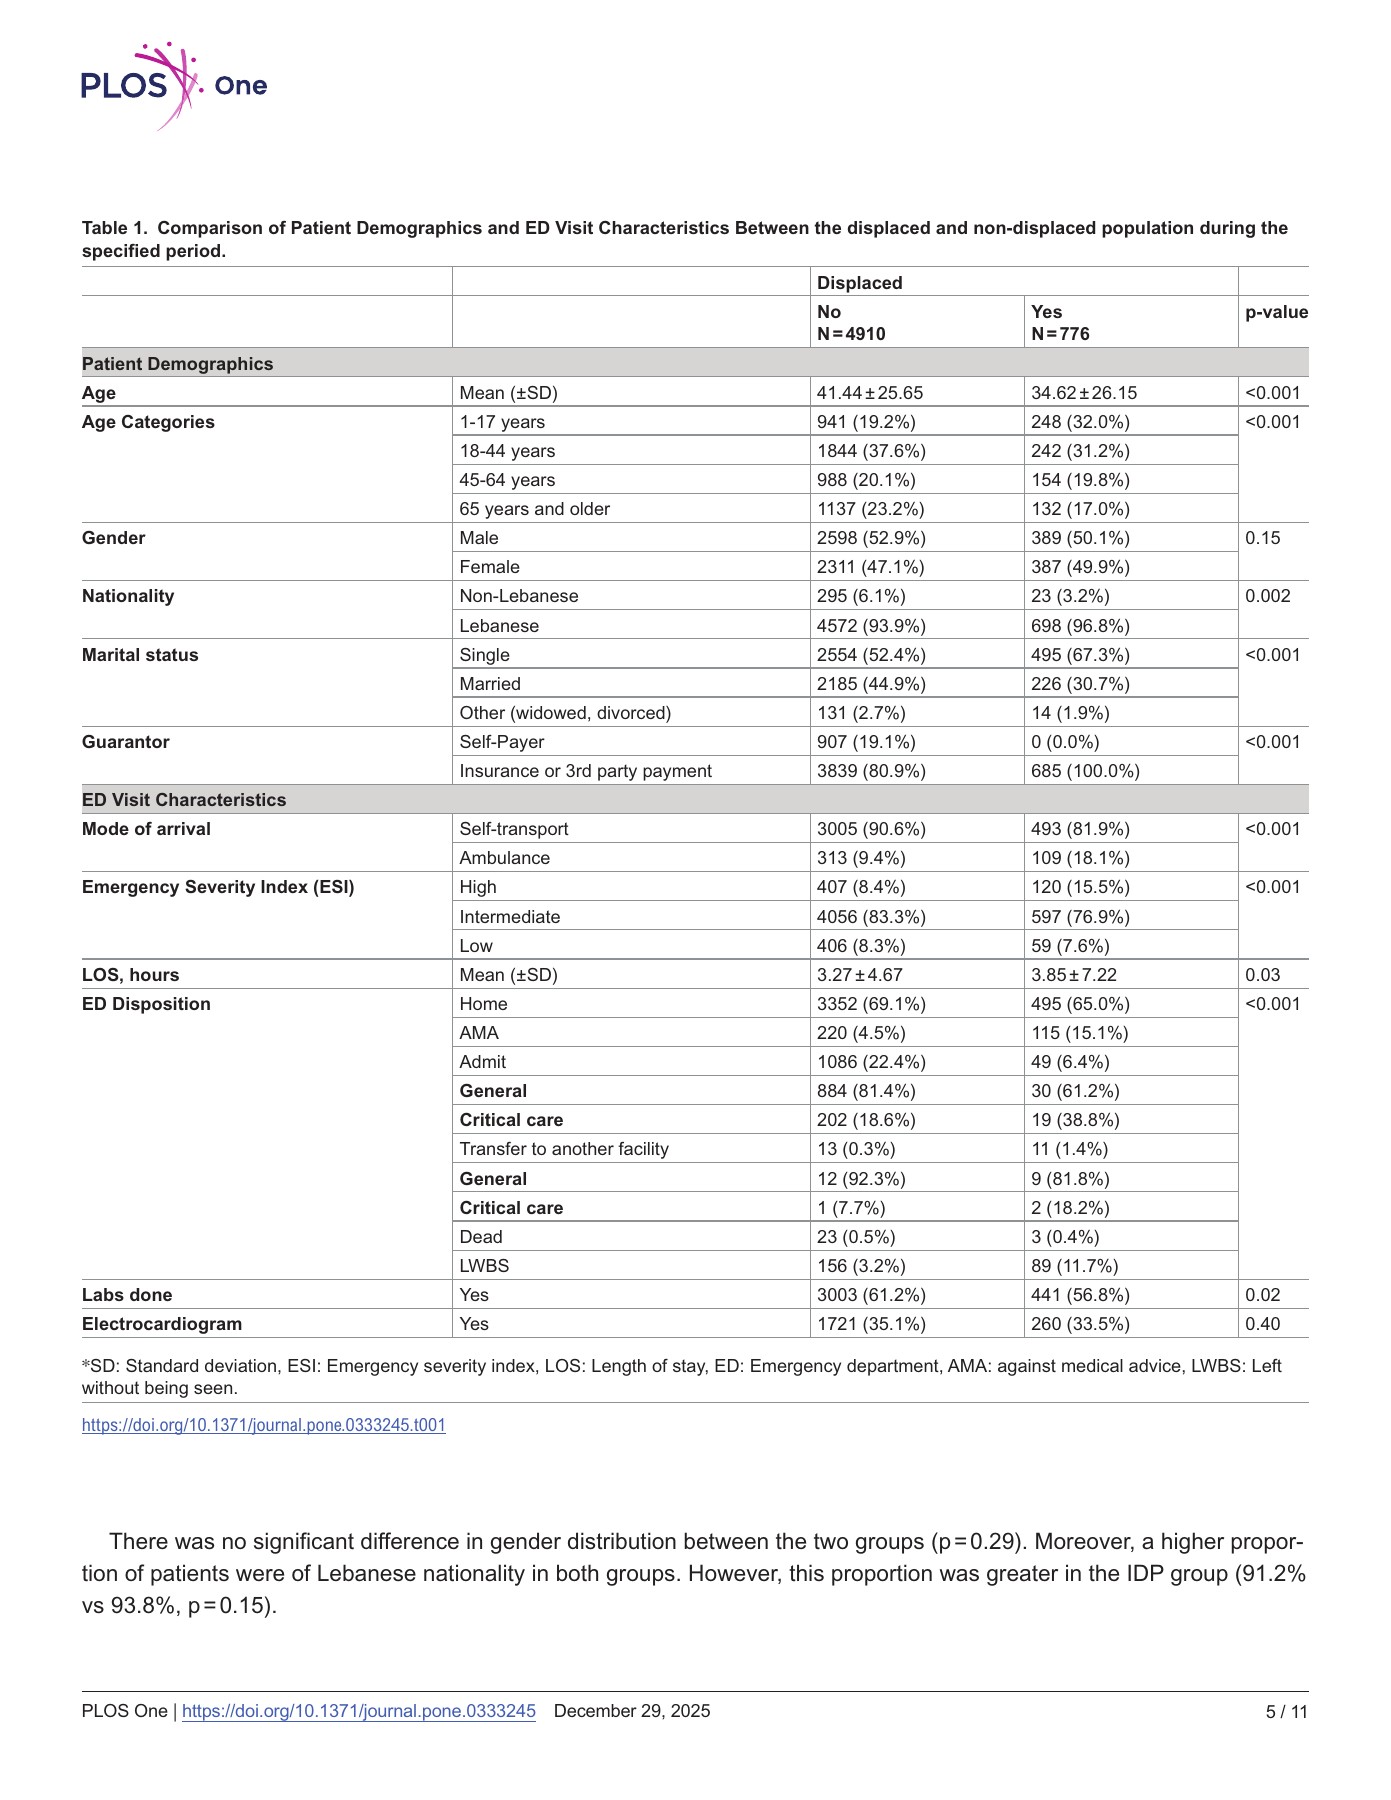 PLOS One
Table 1. Comparison of Patient Demographics and ED Visit Characteristics Between the displaced and non-displaced population during the
specified period.
Displaced
No Yes p-value
N=4910 N=776
Patient Demographics
Age Mean (±SD) 41.44±25.65 34.62±26.15 <0.001
Age Categories 1-17 years 941 (19.2%) 248 (32.0%) <0.001
18-44 years 1844 (37.6%) 242 (31.2%)
45-64 years 988 (20.1%) 154 (19.8%)
65 years and older 1137 (23.2%) 132 (17.0%)
Gender Male 2598 (52.9%) 389 (50.1%) 0.15
Female 2311 (47.1%) 387 (49.9%)
Nationality Non-Lebanese 295 (6.1%) 23 (3.2%) 0.002
Lebanese 4572 (93.9%) 698 (96.8%)
Marital status Single 2554 (52.4%) 495 (67.3%) <0.001
Married 2185 (44.9%) 226 (30.7%)
Other (widowed, divorced) 131 (2.7%) 14 (1.9%)
Guarantor Self-Payer 907 (19.1%) 0 (0.0%) <0.001
Insurance or 3rd party payment 3839 (80.9%) 685 (100.0%)
ED Visit Characteristics
Mode of arrival Self-transport 3005 (90.6%) 493 (81.9%) <0.001
Ambulance 313 (9.4%) 109 (18.1%)
Emergency Severity Index (ESI) High 407 (8.4%) 120 (15.5%) <0.001
Intermediate 4056 (83.3%) 597 (76.9%)
Low 406 (8.3%) 59 (7.6%)
LOS, hours Mean (±SD) 3.27±4.67 3.85±7.22 0.03
ED Disposition Home 3352 (69.1%) 495 (65.0%) <0.001
AMA 220 (4.5%) 115 (15.1%)
Admit 1086 (22.4%) 49 (6.4%)
General 884 (81.4%) 30 (61.2%)
Critical care 202 (18.6%) 19 (38.8%)
Transfer to another facility 13 (0.3%) 11 (1.4%)
General 12 (92.3%) 9 (81.8%)
Critical care 1 (7.7%) 2 (18.2%)
Dead 23 (0.5%) 3 (0.4%)
LWBS 156 (3.2%) 89 (11.7%)
Labs done Yes 3003 (61.2%) 441 (56.8%) 0.02
Electrocardiogram Yes 1721 (35.1%) 260 (33.5%) 0.40
*SD: Standard deviation, ESI: Emergency severity index, LOS: Length of stay, ED: Emergency department, AMA: against medical advice, LWBS: Left
without being seen.
https://doi.org/10.1371/journal.pone.0333245.t001
There was no significant difference in gender distribution between the two groups (p=0.29). Moreover, a higher propor-
tion of patients were of Lebanese nationality in both groups. However, this proportion was greater in the IDP group (91.2%
vs 93.8%, p=0.15).
PLOS One | https://doi.org/10.1371/journal.pone.0333245 December 29, 2025 5 / 11